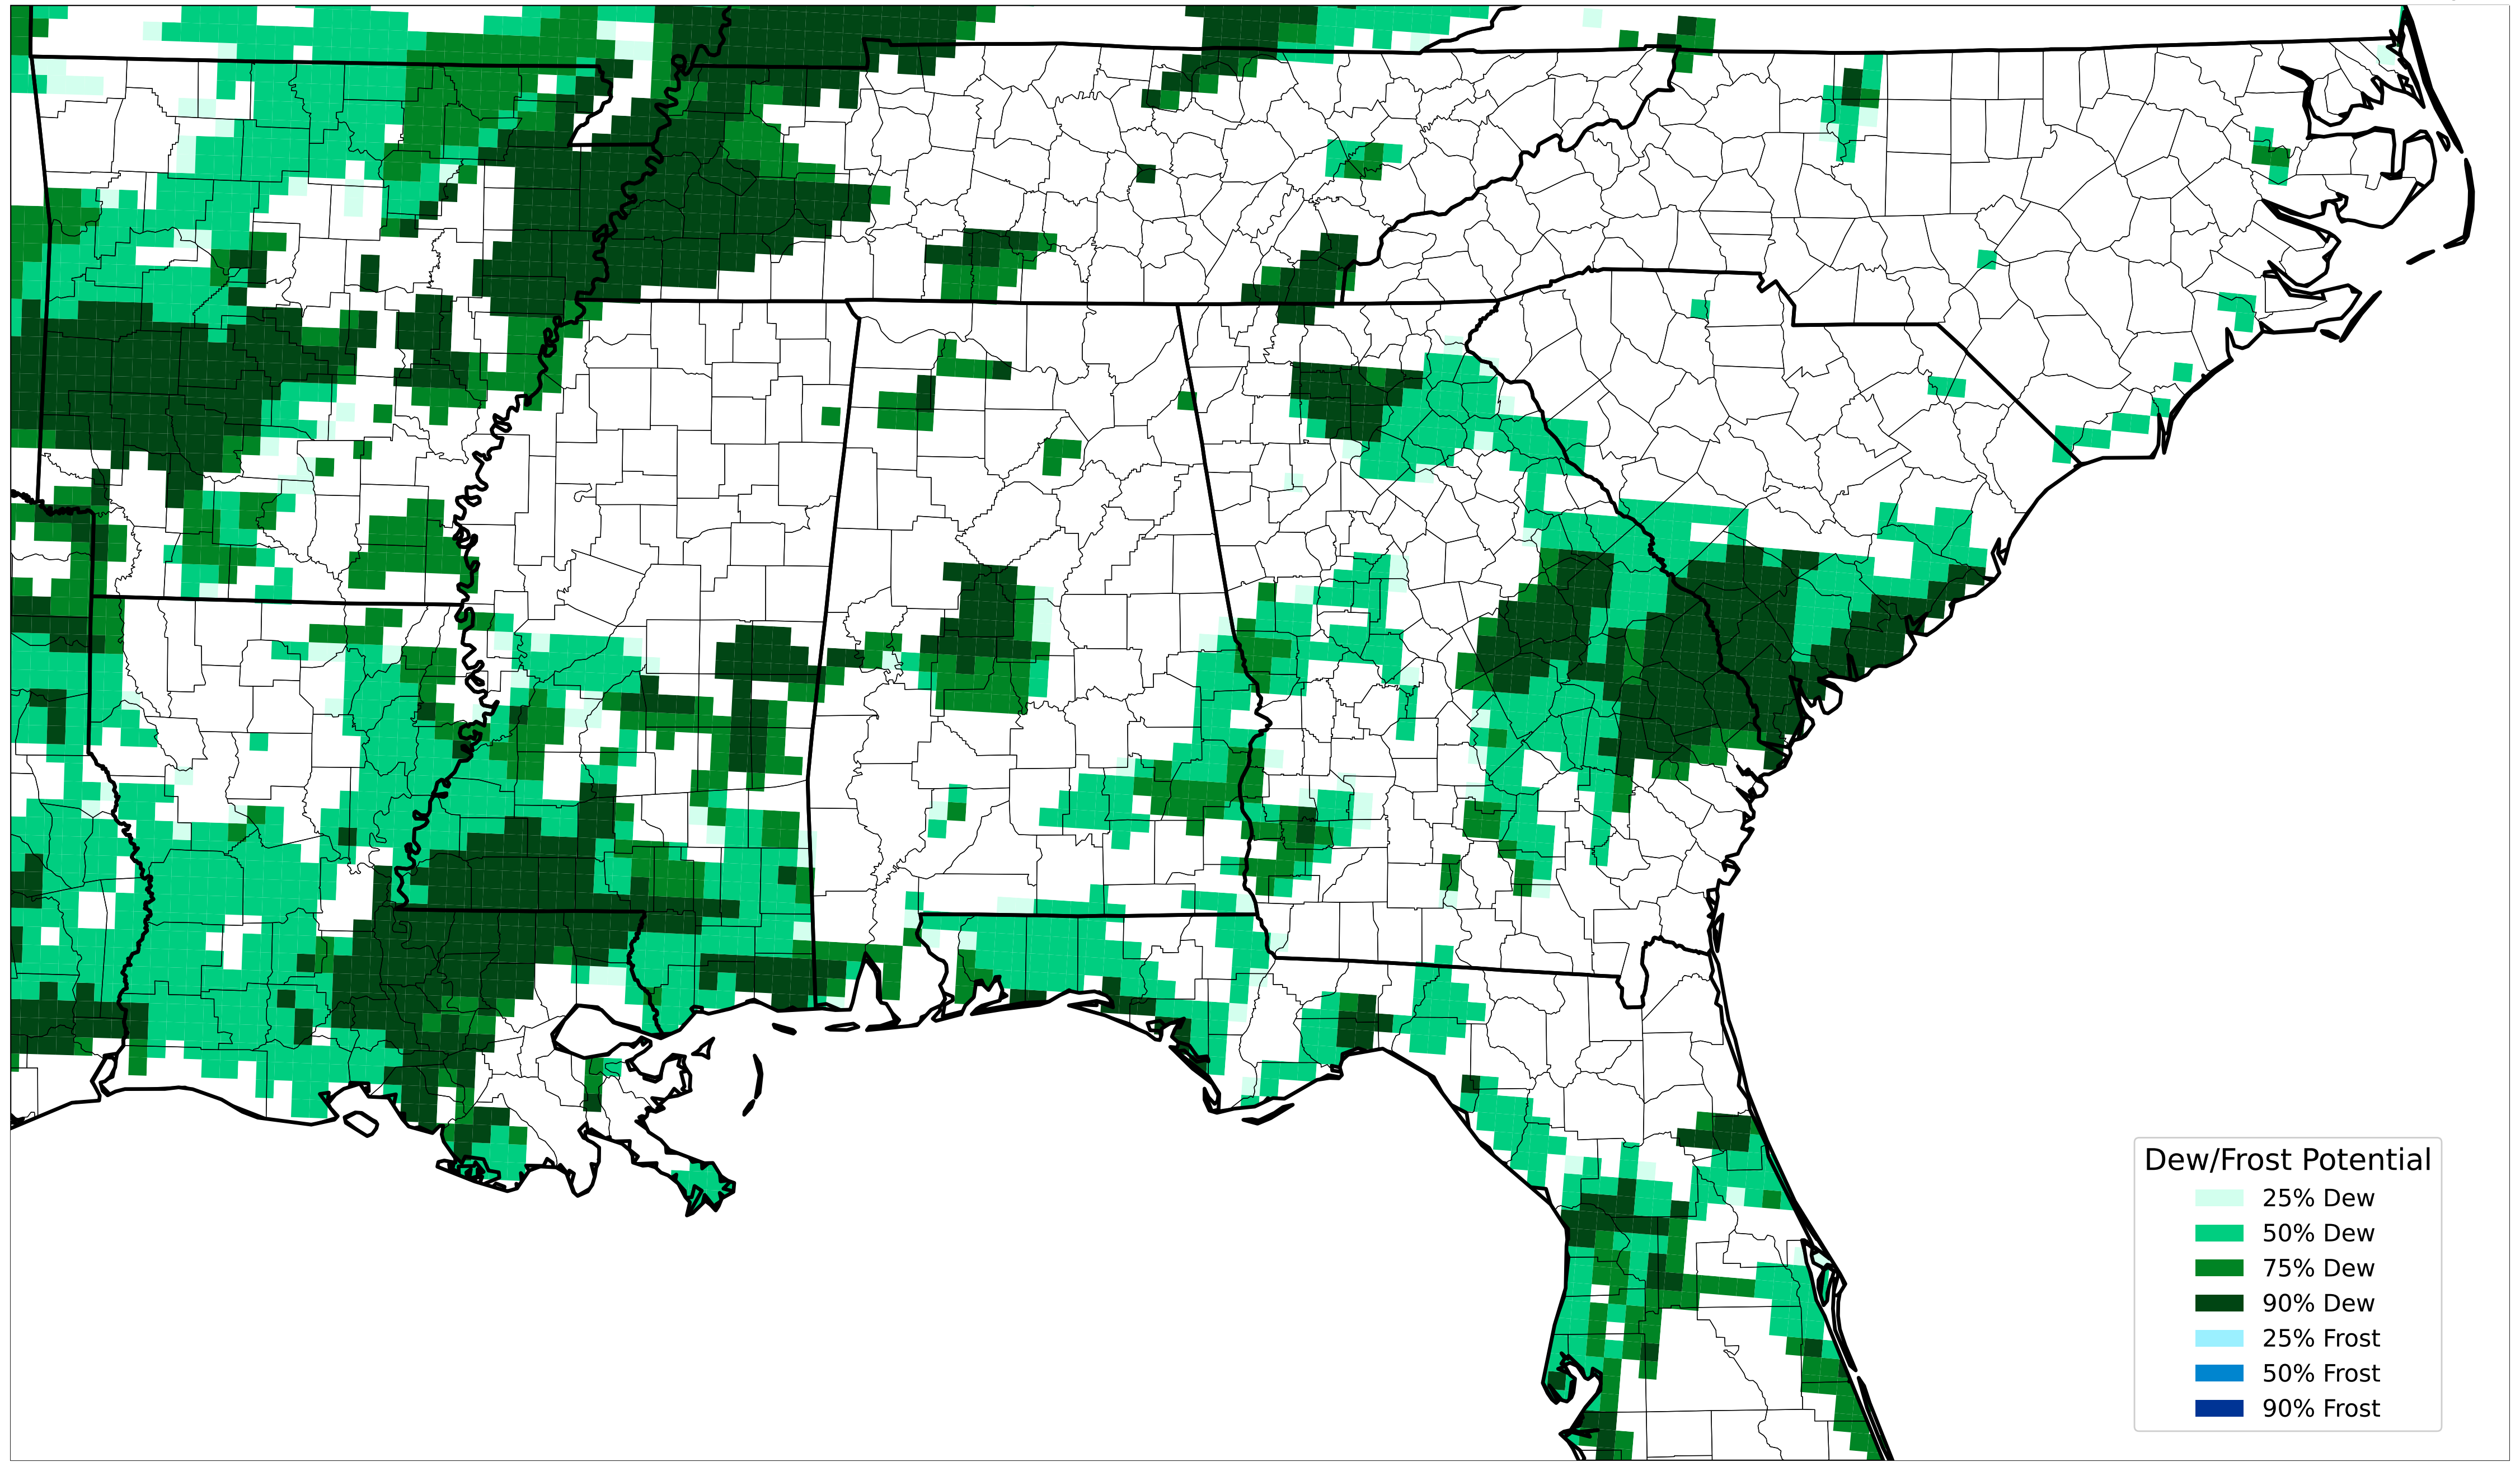 Dew/Frost Potential
25% Dew
50% Dew
75% Dew
90% Dew
25% Frost
50% Frost
90% Frost